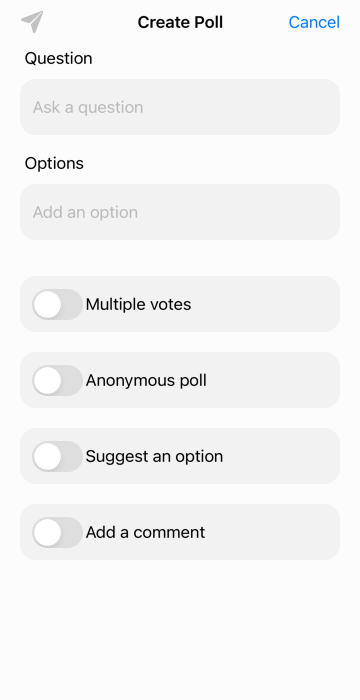 Create Poll
Cancel
Question
Ask a question
Options
Add an option
Multiple votes
Anonymous poll
Suggest an option
Add a comment